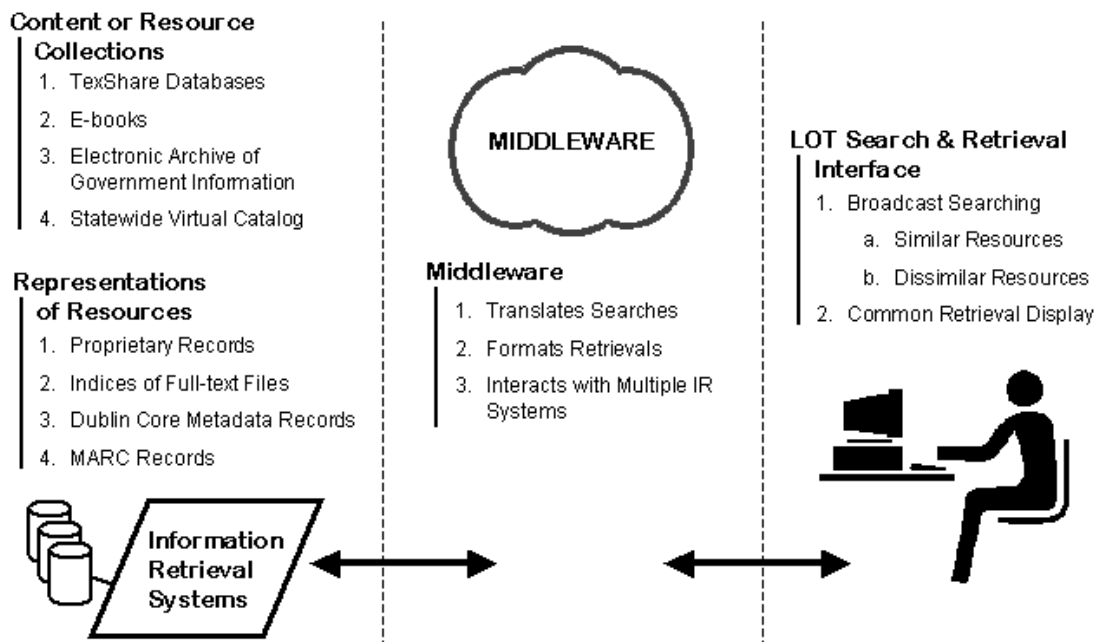 Content or Resource
Collections
1. TexShare Databases
2. E-books
3. Electronic Archive of
Government Information
4. Statewide Virtual Catalog
Representations
of Resources
1. Proprietary Records
2. Indices of Full-text Files
3. Dublin Core Metadata Records
4. MARC Records
Information
Retrieval
Systems
MIDDLEWARE
Middleware
1. Translates Searches
2. Formats Retrievals
3. Interacts with Multiple IR
Systems
LOT Search & Retrieval
Interface
1. Broadcast Searching
a. Similar Resources
b. Dissimilar Resources
2. Common Retrieval Display